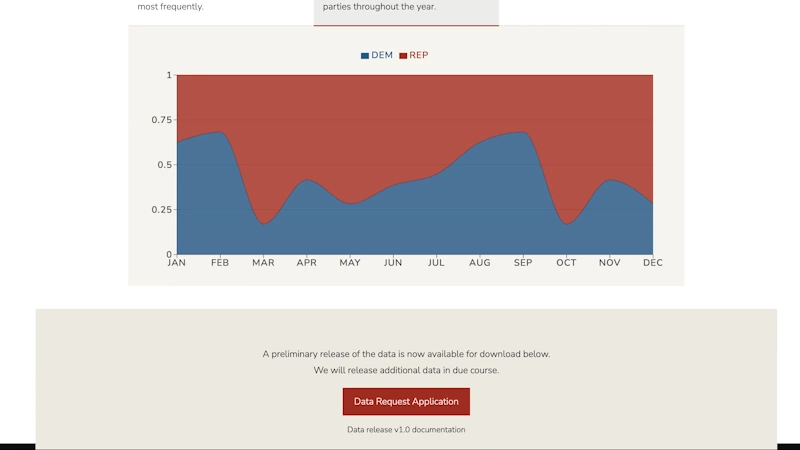 most frequently.
parties throughout the year.
DEM REP
1
0.75
0.5
0.25
0
JAN FEB MAR APR MAY JUN JUL AUG SEP OCT NOV DEC
A preliminary release of the data is now available for download below.
We will release additional data in due course.
Data Request Application
Data release v1.0 documentation